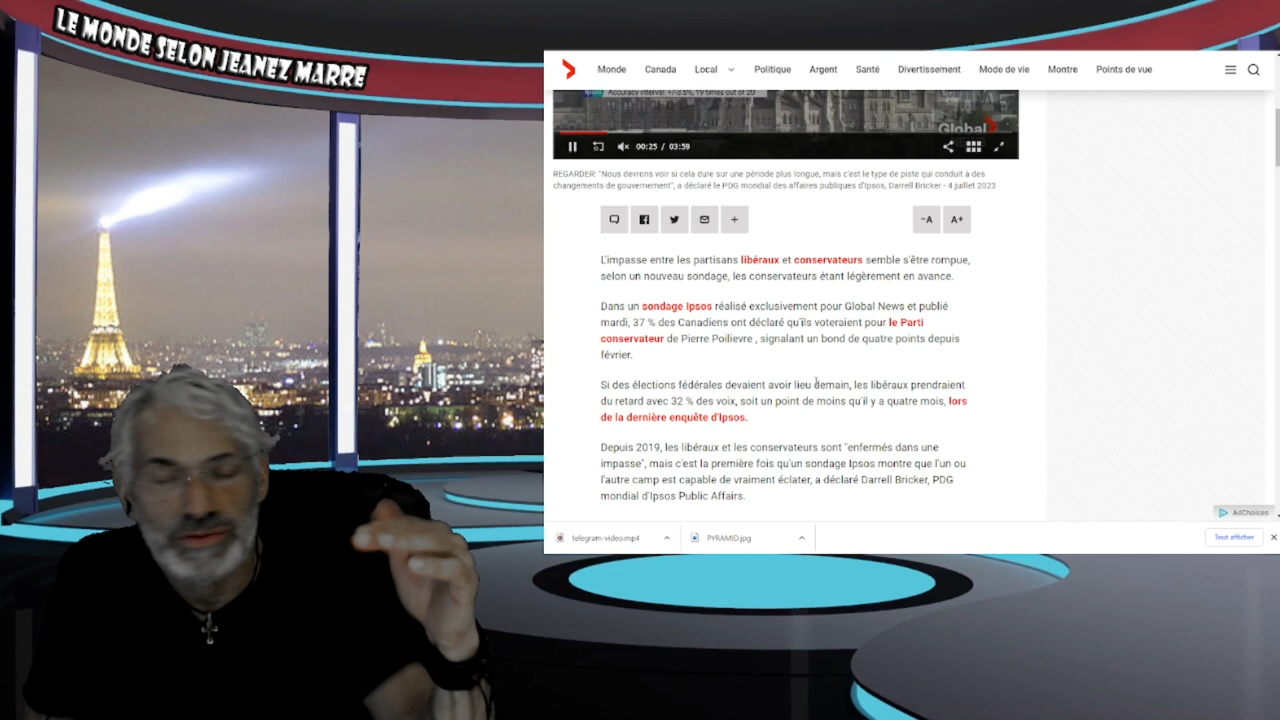 LE MONDE SELON JEANEZ MARRE
Monde Canada Local Politique Argent Santé Divertissement Mode de vie Montre Points de vue
Accuracy interval: +/-3.5%, 19 times out of 20
Global
00:25 / 03:59
REGARDER: "Nous devrons voir si cela dure sur une période plus longue, mais c'est le type de piste qui conduit à des
changements de gouvernement", a déclaré le PDG mondial des affaires publiques d'Ipsos, Darrell Bricker - 4 juillet 2023
-A A+
L'impasse entre les partisans libéraux et conservateurs semble s'être rompue,
selon un nouveau sondage, les conservateurs étant légèrement en avance.
Dans un sondage Ipsos réalisé exclusivement pour Global News et publié
mardi, 37 % des Canadiens ont déclaré qu'ils voteraient pour le Parti
conservateur de Pierre Poilievre , signalant un bond de quatre points depuis
février.
Si des élections fédérales devaient avoir lieu demain, les libéraux prendraient
du retard avec 32 % des voix, soit un point de moins qu'il y a quatre mois, lors
de la dernière enquête d'Ipsos.
Depuis 2019, les libéraux et les conservateurs sont "enfermés dans une
impasse", mais c'est la première fois qu'un sondage Ipsos montre que l'un ou
l'autre camp est capable de vraiment éclater, a déclaré Darrell Bricker, PDG
mondial d'Ipsos Public Affairs.
AdChoices
telegram-video.mp4 PYRAMID.jpg Tout afficher